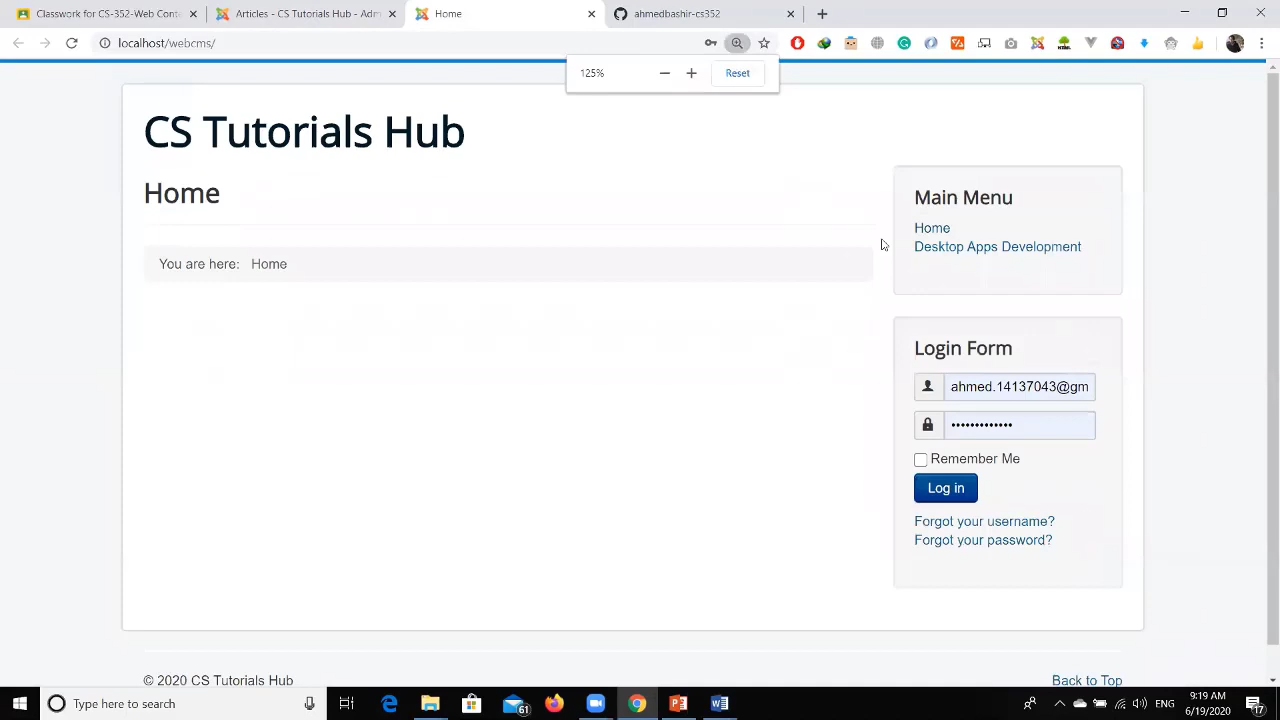 Classwork for CS-352-Web Cont
Articles - CS Tutorials Hub - Adm
Home
ahmedbashir-cs352
localhost/webcms/
125%
Reset
CS Tutorials Hub
Home
You are here: Home
Main Menu
Home
Desktop Apps Development
Login Form
ahmed.14137043@gm
•••••••••••••
Remember Me
Log in
Forgot your username?
Forgot your password?
© 2020 CS Tutorials Hub
Back to Top
Type here to search
61
ENG
9:19 AM
6/19/2020
17